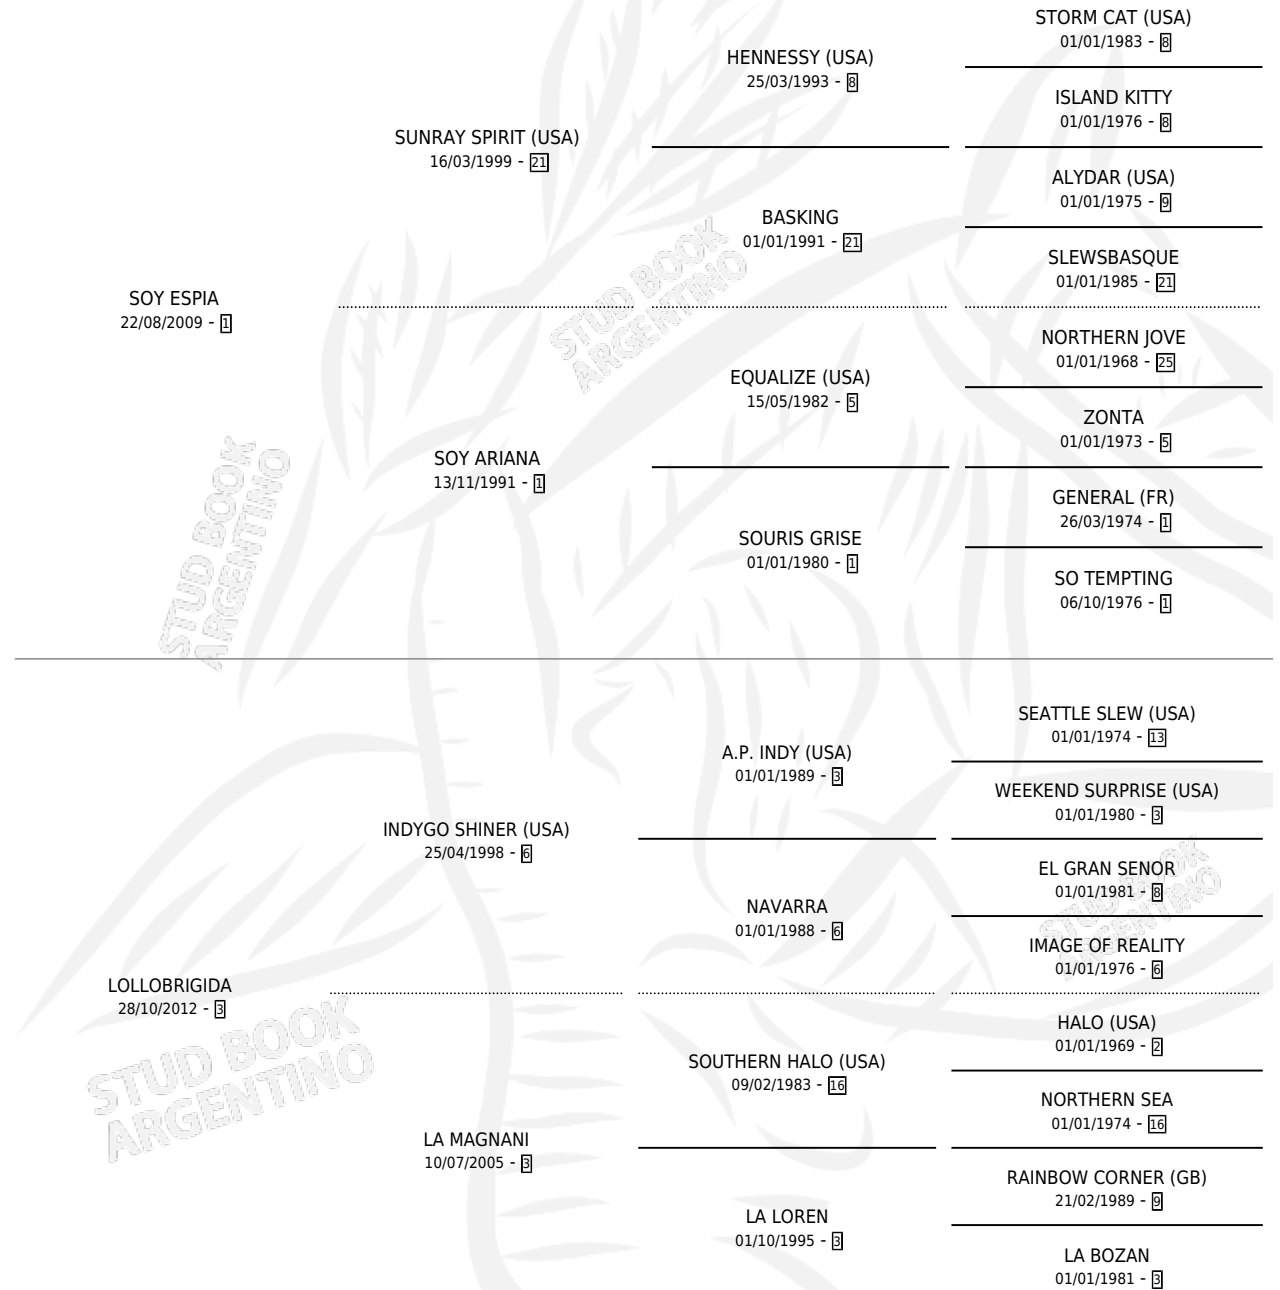 STORM CAT (USA)
01/01/1983 - 8
HENNESSY (USA)
25/03/1993 - 8
ISLAND KITTY
01/01/1976 - 8
SUNRAY SPIRIT (USA)
16/03/1999 - 21
ALYDAR (USA)
01/01/1975 - 9
BASKING
01/01/1991 - 21
SLEWSBASQUE
01/01/1985 - 21
SOY ESPIA
22/08/2009 - 1
NORTHERN JOVE
01/01/1968 - 25
EQUALIZE (USA)
15/05/1982 - 5
ZONTA
01/01/1973 - 5
SOY ARIANA
13/11/1991 - 1
GENERAL (FR)
26/03/1974 - 1
SOURIS GRISE
01/01/1980 - 1
SO TEMPTING
06/10/1976 - 1
STUD BOOK
ARGENTINO
STUD BOOK
ARGENTINO
SEATTLE SLEW (USA)
01/01/1974 - 13
A.P. INDY (USA)
01/01/1989 - 3
WEEKEND SURPRISE (USA)
01/01/1980 - 3
INDYGO SHINER (USA)
25/04/1998 - 6
EL GRAN SENOR
01/01/1981 - 8
NAVARRA
01/01/1988 - 6
IMAGE OF REALITY
01/01/1976 - 6
LOLLOBRIGIDA
28/10/2012 - 3
HALO (USA)
01/01/1969 - 2
SOUTHERN HALO (USA)
09/02/1983 - 16
NORTHERN SEA
01/01/1974 - 16
LA MAGNANI
10/07/2005 - 3
RAINBOW CORNER (GB)
21/02/1989 - 9
LA LOREN
01/10/1995 - 3
LA BOZAN
01/01/1981 - 3
STUD BOOK
ARGENTINO
STUD BOOK
ARGENTINO